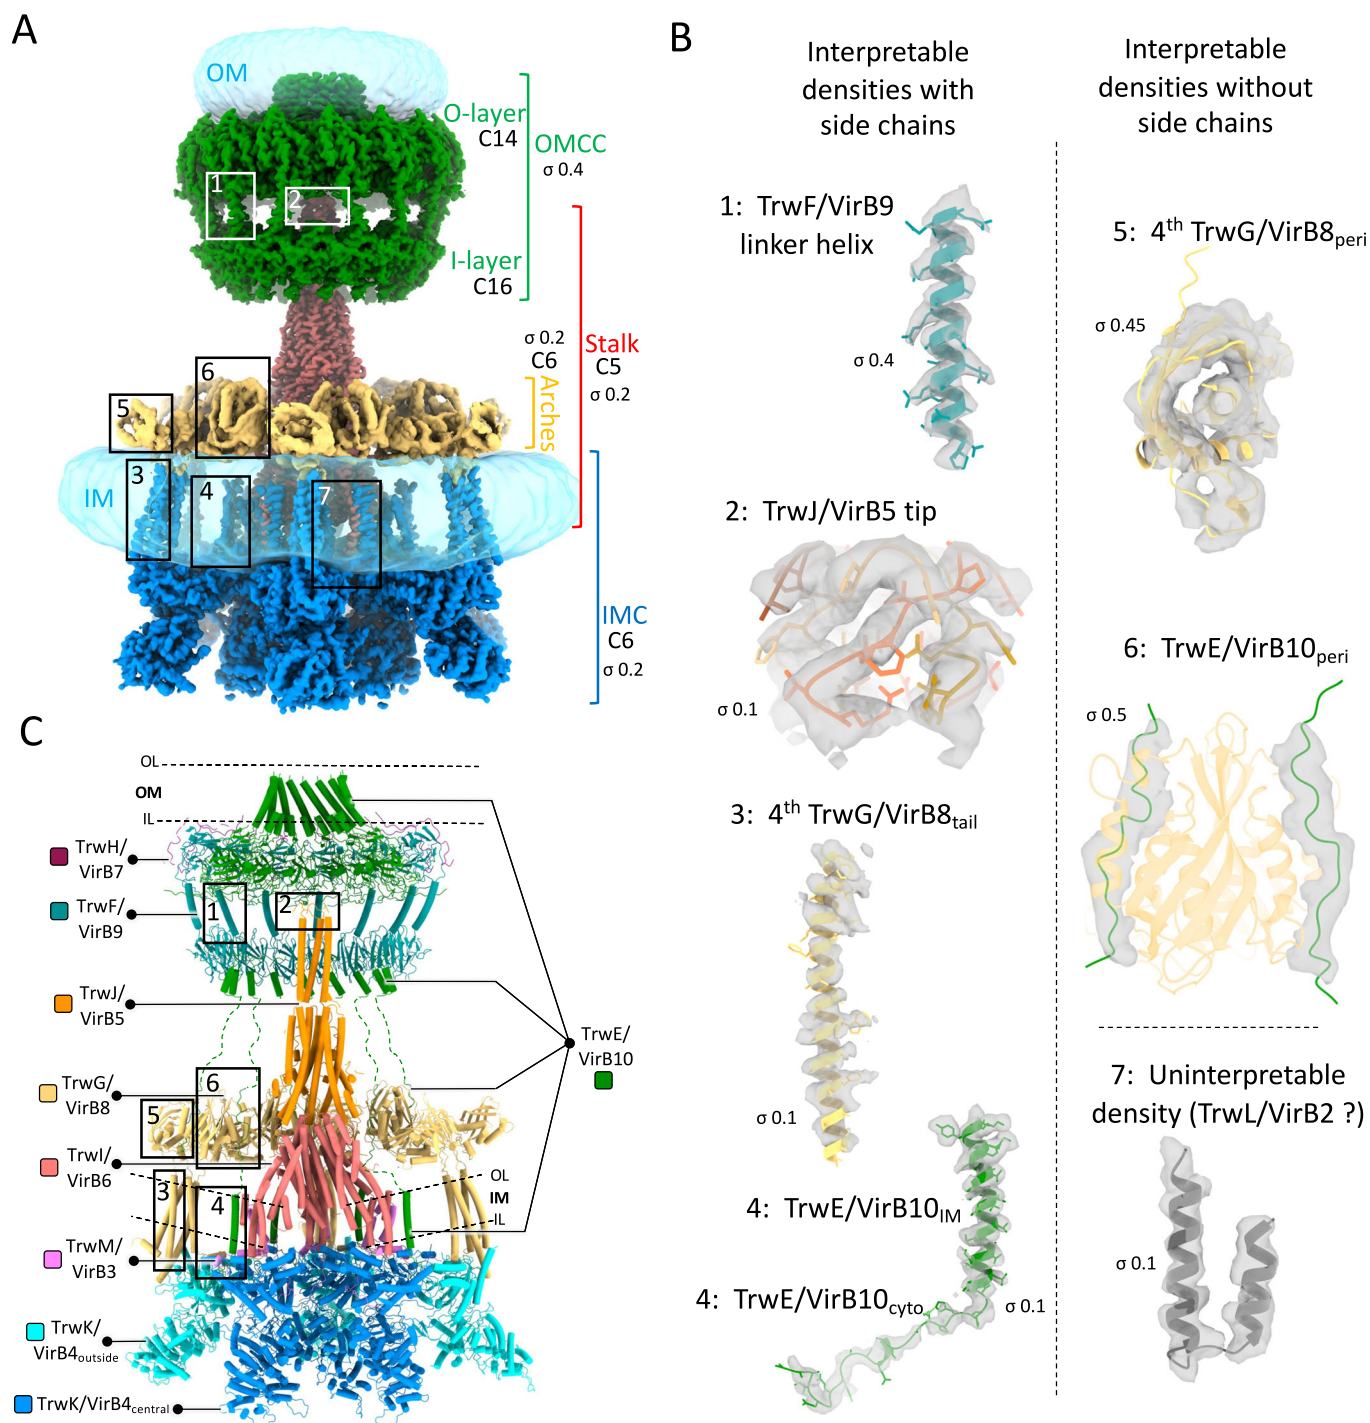 A
OM
O-layer
C14
OMCC
σ 0.4
1
2
I-layer
C16
σ 0.2
C6
Stalk
C5
σ 0.2
Arches
6
5
3
4
7
IM
IMC
C6
σ 0.2
B
Interpretable
densities with
side chains
Interpretable
densities without
side chains
1: TrwF/VirB9
linker helix
σ 0.4
2: TrwJ/VirB5 tip
σ 0.1
3: 4th TrwG/VirB8tail
σ 0.1
4: TrwE/VirB10IM
4: TrwE/VirB10cyto
σ 0.1
5: 4th TrwG/VirB8peri
σ 0.45
6: TrwE/VirB10peri
σ 0.5
7: Uninterpretable
density (TrwL/VirB2 ?)
σ 0.1
C
OL
OM
IL
TrwH/
VirB7
TrwF/
VirB9
1
2
TrwJ/
VirB5
TrwE/
VirB10
TrwG/
VirB8
6
5
TrwI/
VirB6
3
4
OL
IM
IL
TrwM/
VirB3
TrwK/
VirB4outside
TrwK/VirB4central